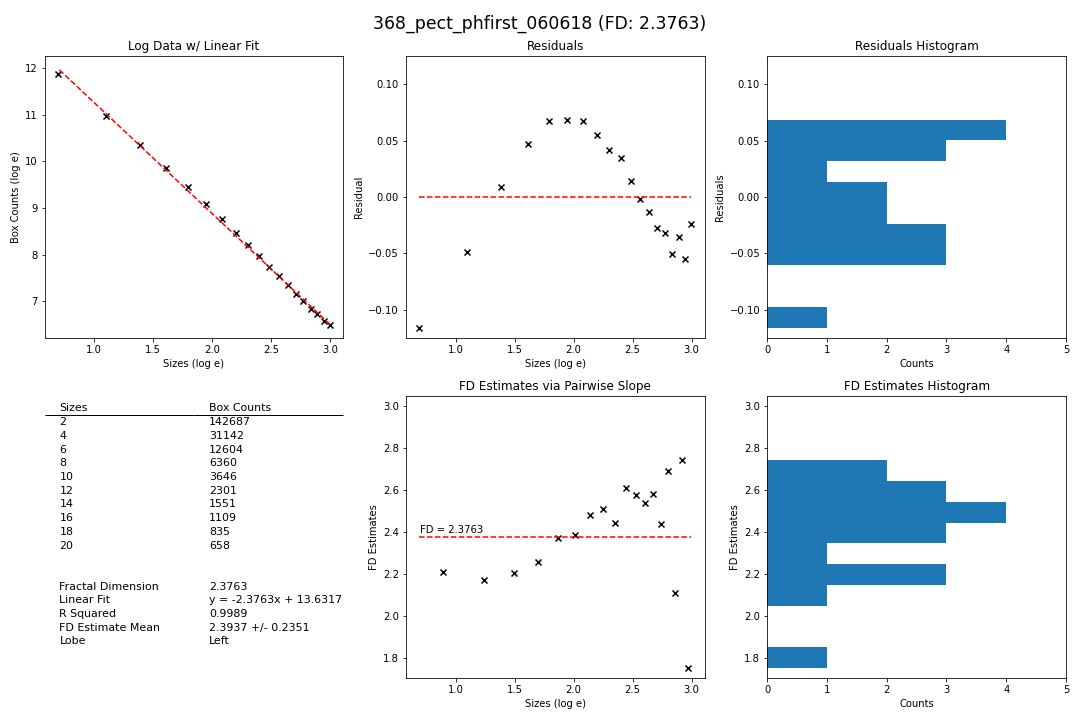 368_pect_phfirst_060618 (FD: 2.3763)
Log Data w/ Linear Fit
12
11
10
9
8
7
Box Counts (log e)
1.0 1.5 2.0 2.5 3.0
Sizes (log e)
Residuals
0.10
0.05
0.00
−0.05
−0.10
Residual
1.0 1.5 2.0 2.5 3.0
Sizes (log e)
Residuals Histogram
0.10
0.05
0.00
−0.05
−0.10
Residuals
0 1 2 3 4 5
Counts
Sizes Box Counts
2 142687
4 31142
6 12604
8 6360
10 3646
12 2301
14 1551
16 1109
18 835
20 658
Fractal Dimension 2.3763
Linear Fit y = -2.3763x + 13.6317
R Squared 0.9989
FD Estimate Mean 2.3937 +/- 0.2351
Lobe Left
FD Estimates via Pairwise Slope
3.0
2.8
2.6
2.4
2.2
2.0
1.8
FD Estimates
FD = 2.3763
1.0 1.5 2.0 2.5 3.0
Sizes (log e)
FD Estimates Histogram
3.0
2.8
2.6
2.4
2.2
2.0
1.8
FD Estimates
0 1 2 3 4 5
Counts